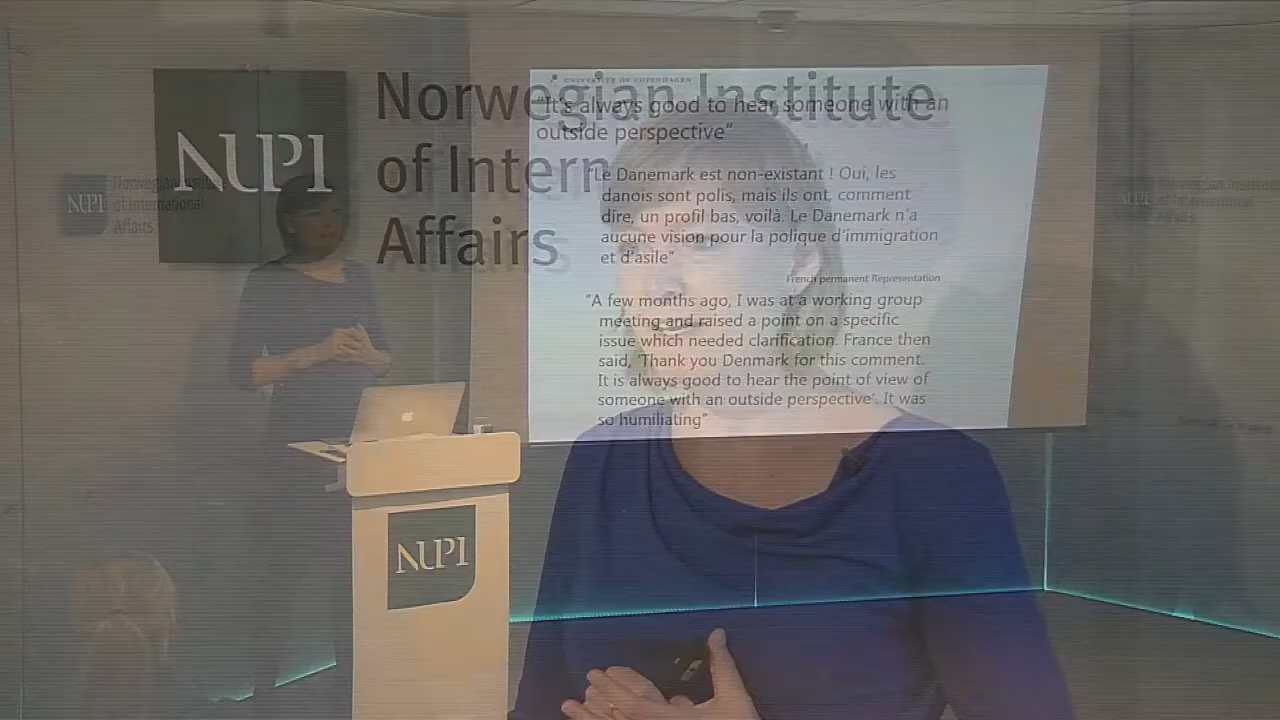 NUPI
Norwegian Institute
of Intern
Affairs
NUPI
Norwegian
of International
Affairs
UNIVERSITY OF COPENHAGEN
"It's always good to hear someone with an
outside perspective"
"Le Danemark est non-existant ! Oui, les
danois sont polis, mais ils ont, comment
dire, un profil bas, voilà. Le Danemark n'a
aucune vision pour la polique d'immigration
et d'asile"
French permanent Representation
"A few months ago, I was at a working group
meeting and raised a point on a specific
issue which needed clarification. France then
said, 'Thank you Denmark for this comment.
It is always good to hear the point of view of
someone with an outside perspective'. It was
so humiliating"
NUPI